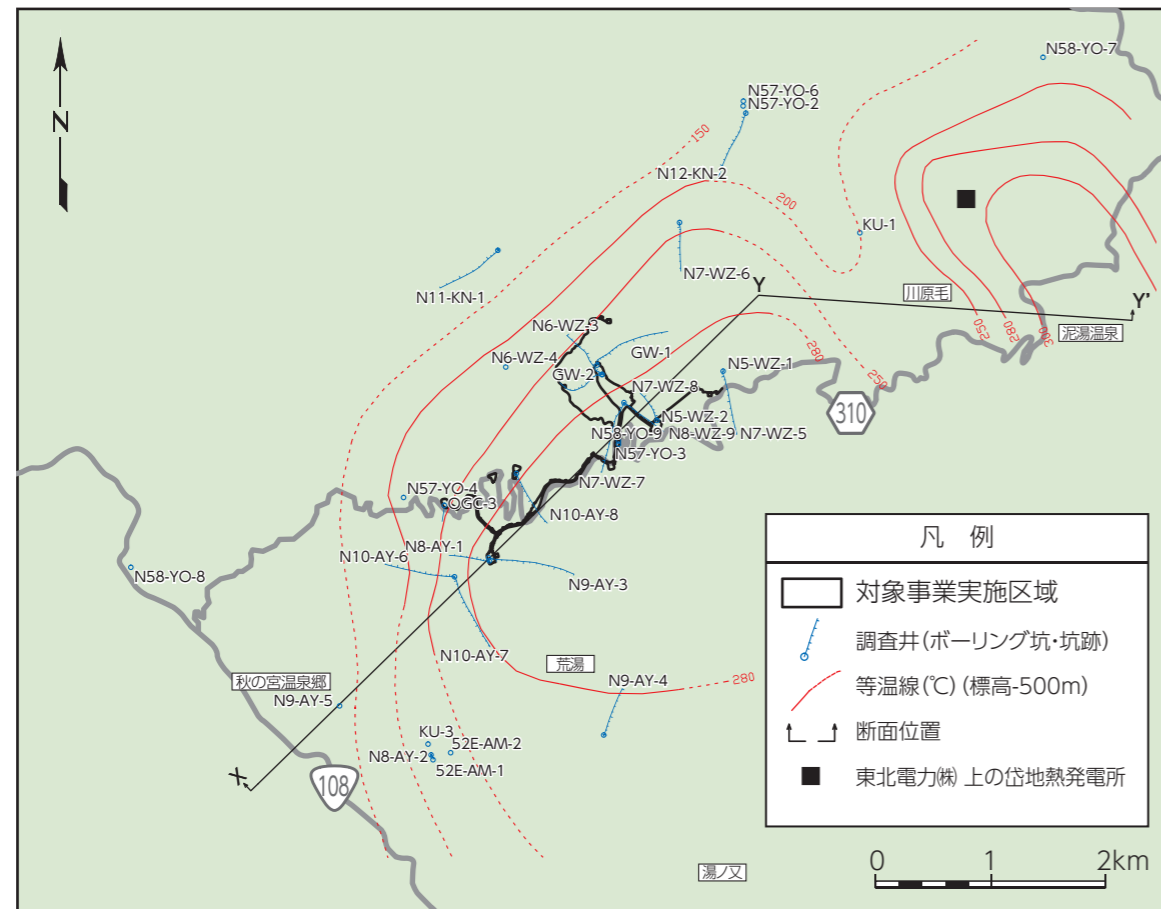 N58-YO-7
N57-YO-6
N57-YO-2
N
150
N12-KN-2
200
KU-1
N7-WZ-6
N11-KN-1
Y
川原毛
Y'
泥湯温泉
250
280
300
N6-WZ-3
280
GW-1
N6-WZ-4
N5-WZ-1
250
GW-2
N7-WZ-8
310
N5-WZ-2
N58-YO-9
N8-WZ-9
N7-WZ-5
N57-YO-3
N7-WZ-7
N57-YO-4
OGC-3
N10-AY-8
N8-AY-1
N10-AY-6
N58-YO-8
N9-AY-3
N10-AY-7
荒湯
秋の宮温泉郷
N9-AY-4
280
N9-AY-5
KU-3
52E-AM-2
N8-AY-2
52E-AM-1
X
108
湯ノ又
凡 例
対象事業実施区域
調査井(ボーリング坑・坑跡)
等温線(℃) (標高-500m)
断面位置
東北電力㈱ 上の岱地熱発電所
0 1 2km